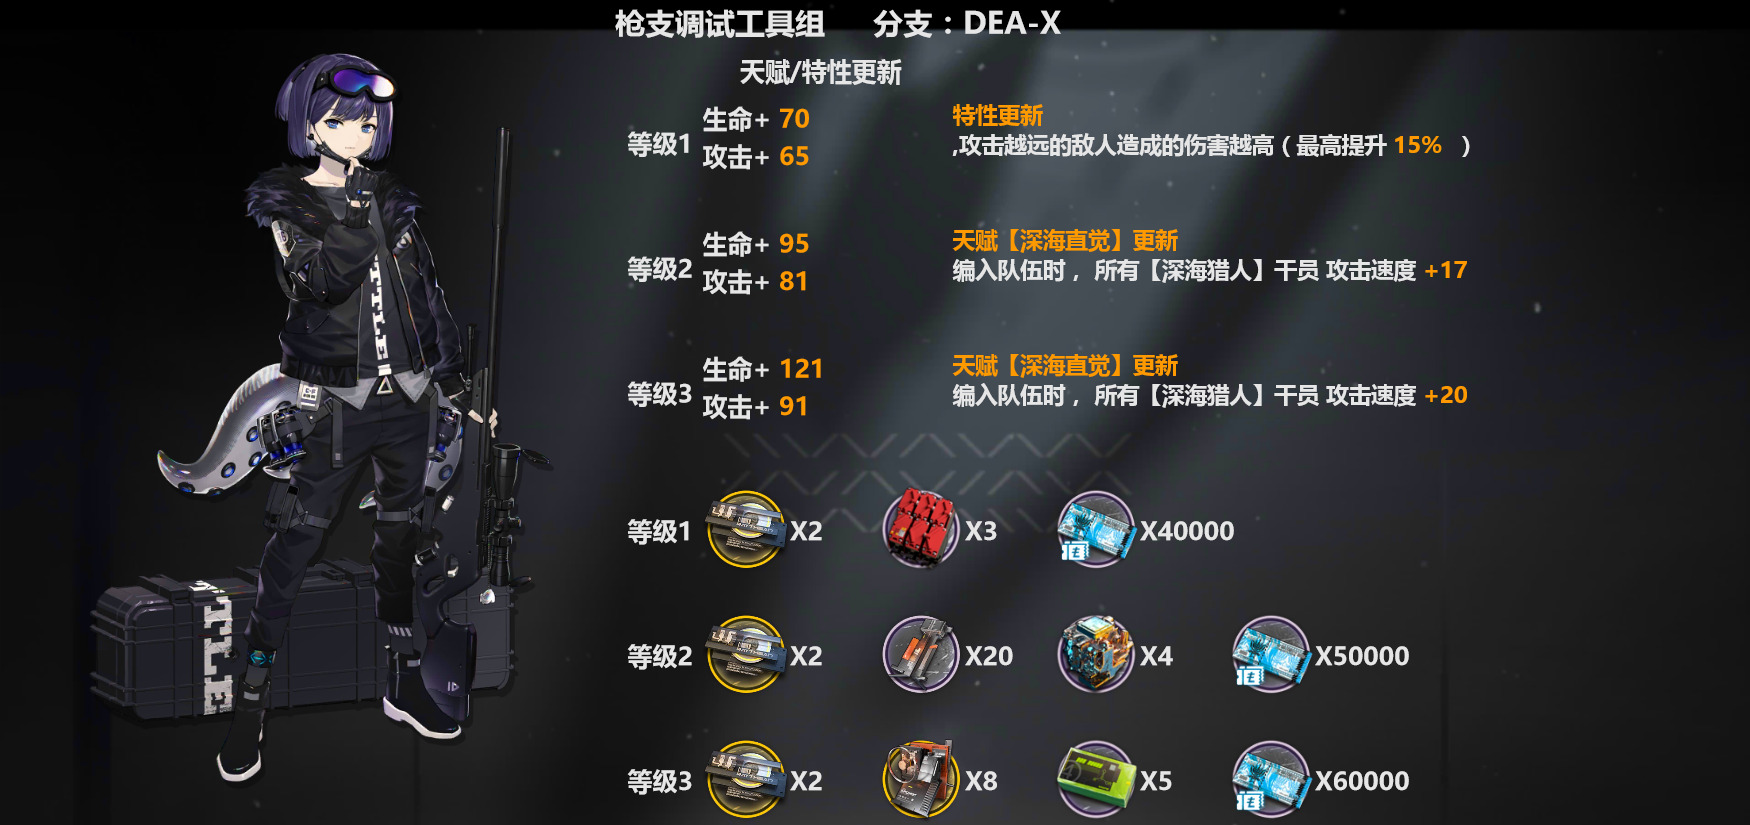 枪支调试工具组 分支：DEA-X
天赋/特性更新
等级1
生命+ 70
攻击+ 65
特性更新
,攻击越远的敌人造成的伤害越高（最高提升 15% ）
等级2
生命+ 95
攻击+ 81
天赋【深海直觉】更新
编入队伍时，所有【深海猎人】干员 攻击速度 +17
等级3
生命+ 121
攻击+ 91
天赋【深海直觉】更新
编入队伍时，所有【深海猎人】干员 攻击速度 +20
等级1 X2 X3 X40000
等级2 X2 X20 X4 X50000
等级3 X2 X8 X5 X60000